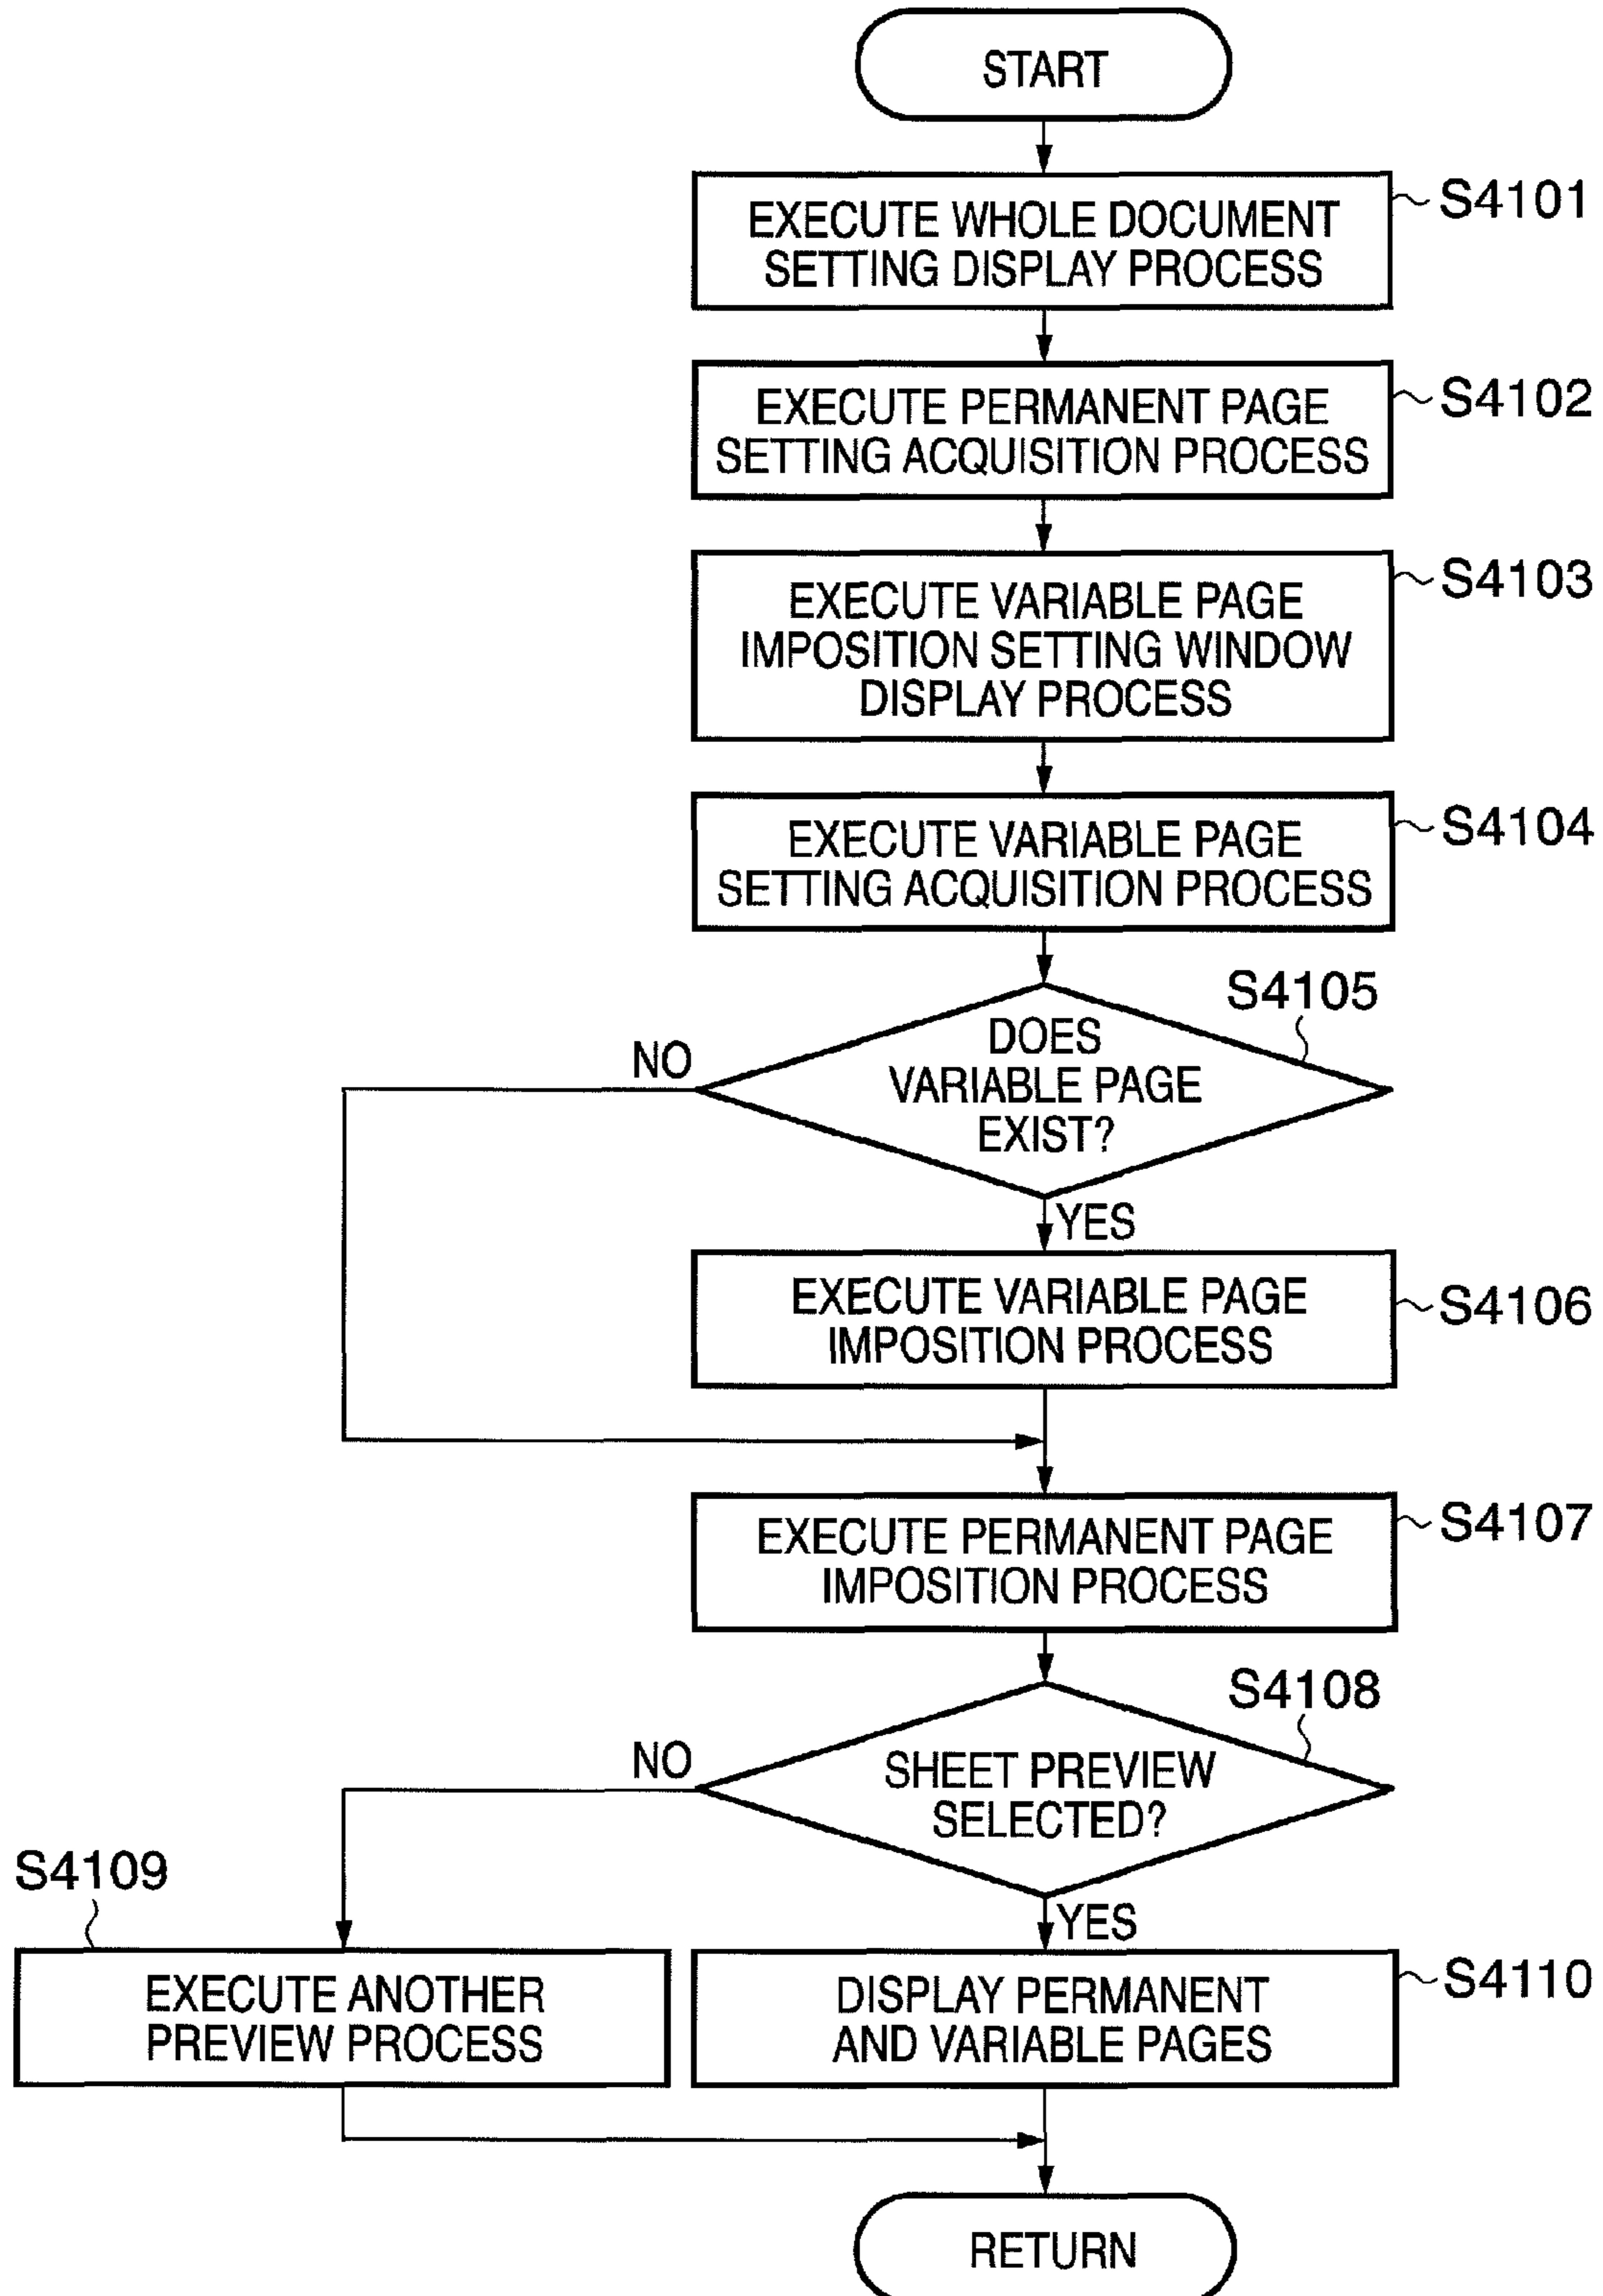 START
EXECUTE WHOLE DOCUMENT
SETTING DISPLAY PROCESS
S4101
EXECUTE PERMANENT PAGE
SETTING ACQUISITION PROCESS
S4102
EXECUTE VARIABLE PAGE
IMPOSITION SETTING WINDOW
DISPLAY PROCESS
S4103
EXECUTE VARIABLE PAGE
SETTING ACQUISITION PROCESS
S4104
S4105
DOES
VARIABLE PAGE
EXIST?
NO
YES
EXECUTE VARIABLE PAGE
IMPOSITION PROCESS
S4106
EXECUTE PERMANENT PAGE
IMPOSITION PROCESS
S4107
S4108
SHEET PREVIEW
SELECTED?
NO
YES
S4109
EXECUTE ANOTHER
PREVIEW PROCESS
DISPLAY PERMANENT
AND VARIABLE PAGES
S4110
RETURN